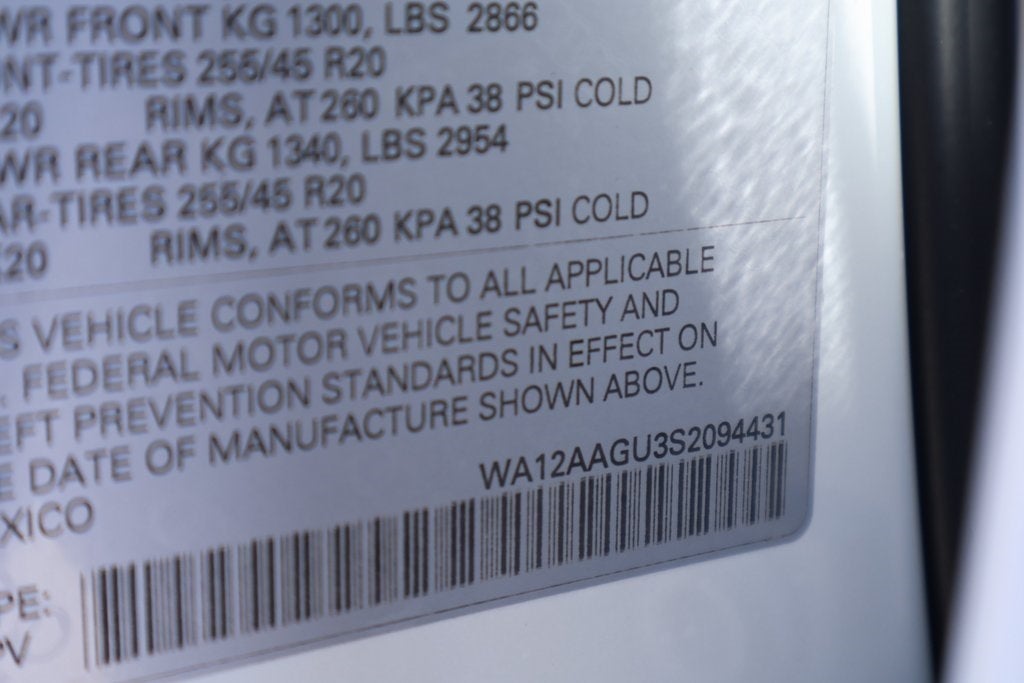 WR FRONT KG 1300, LBS 2866
NT-TIRES 255/45 R20
20 RIMS, AT 260 KPA 38 PSI COLD
WR REAR KG 1340, LBS 2954
AR-TIRES 255/45 R20
20 RIMS, AT 260 KPA 38 PSI COLD
S VEHICLE CONFORMS TO ALL APPLICABLE
. FEDERAL MOTOR VEHICLE SAFETY AND
EFT PREVENTION STANDARDS IN EFFECT ON
E DATE OF MANUFACTURE SHOWN ABOVE.
WA12AAGU3S2094431
XICO
PE:
PV